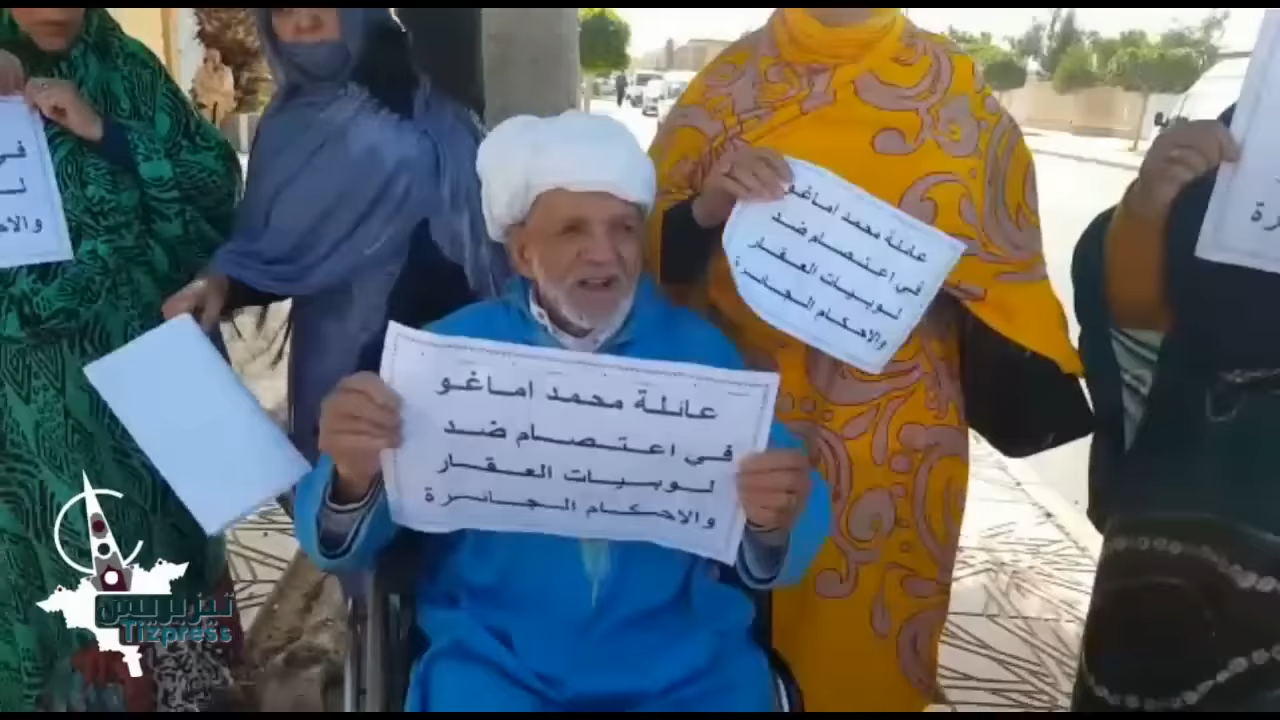 عائلة محمد اماغو
في اعتصام ضد
لوبيات العقار
والاحكام الجائرة
عائلة محمد اماغو
في اعتصام ضد
لوبيات العقار
والاحكام الجائرة
تيزبريس
Tizpress